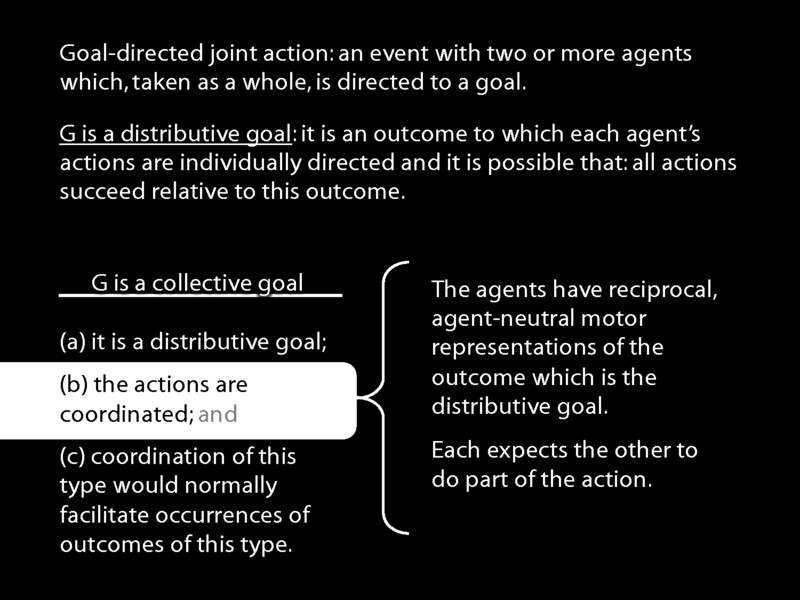 Goal-directed joint action: an event with two or more agents
which, taken as a whole, is directed to a goal.
G is a distributive goal: it is an outcome to which each agent’s
actions are individually directed and it is possible that: all actions
succeed relative to this outcome.
G is a collective goal
(a) it is a distributive goal;
(b) the actions are
coordinated; and
(c) coordination of this
type would normally
facilitate occurrences of
outcomes of this type.
The agents have reciprocal,
agent-neutral motor
representations of the
outcome which is the
distributive goal.
Each expects the other to
do part of the action.